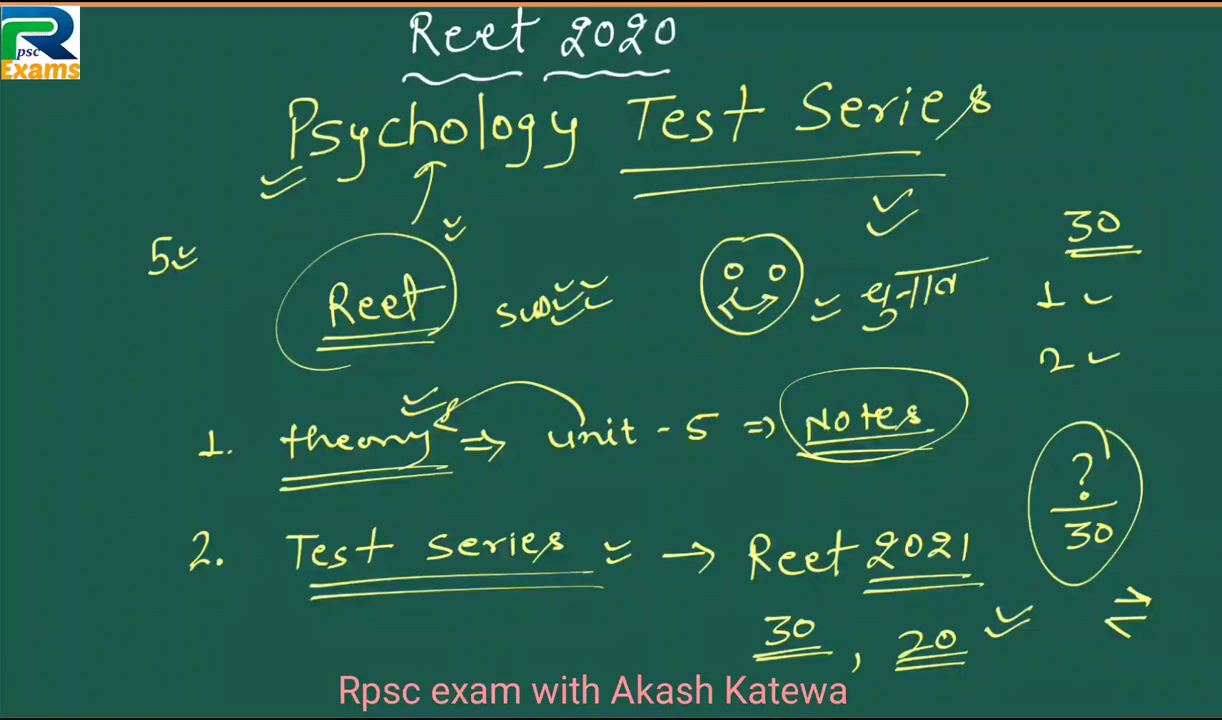 R
psc
Exams
Reet 2020
Psychology Test Series
5
Reet
sub
चुनाव
30
1
2
1. theory ⇒ unit - 5 ⇒ Notes
?
30
2. Test series → Reet 2021
30, 20
Rpsc exam with Akash Katewa